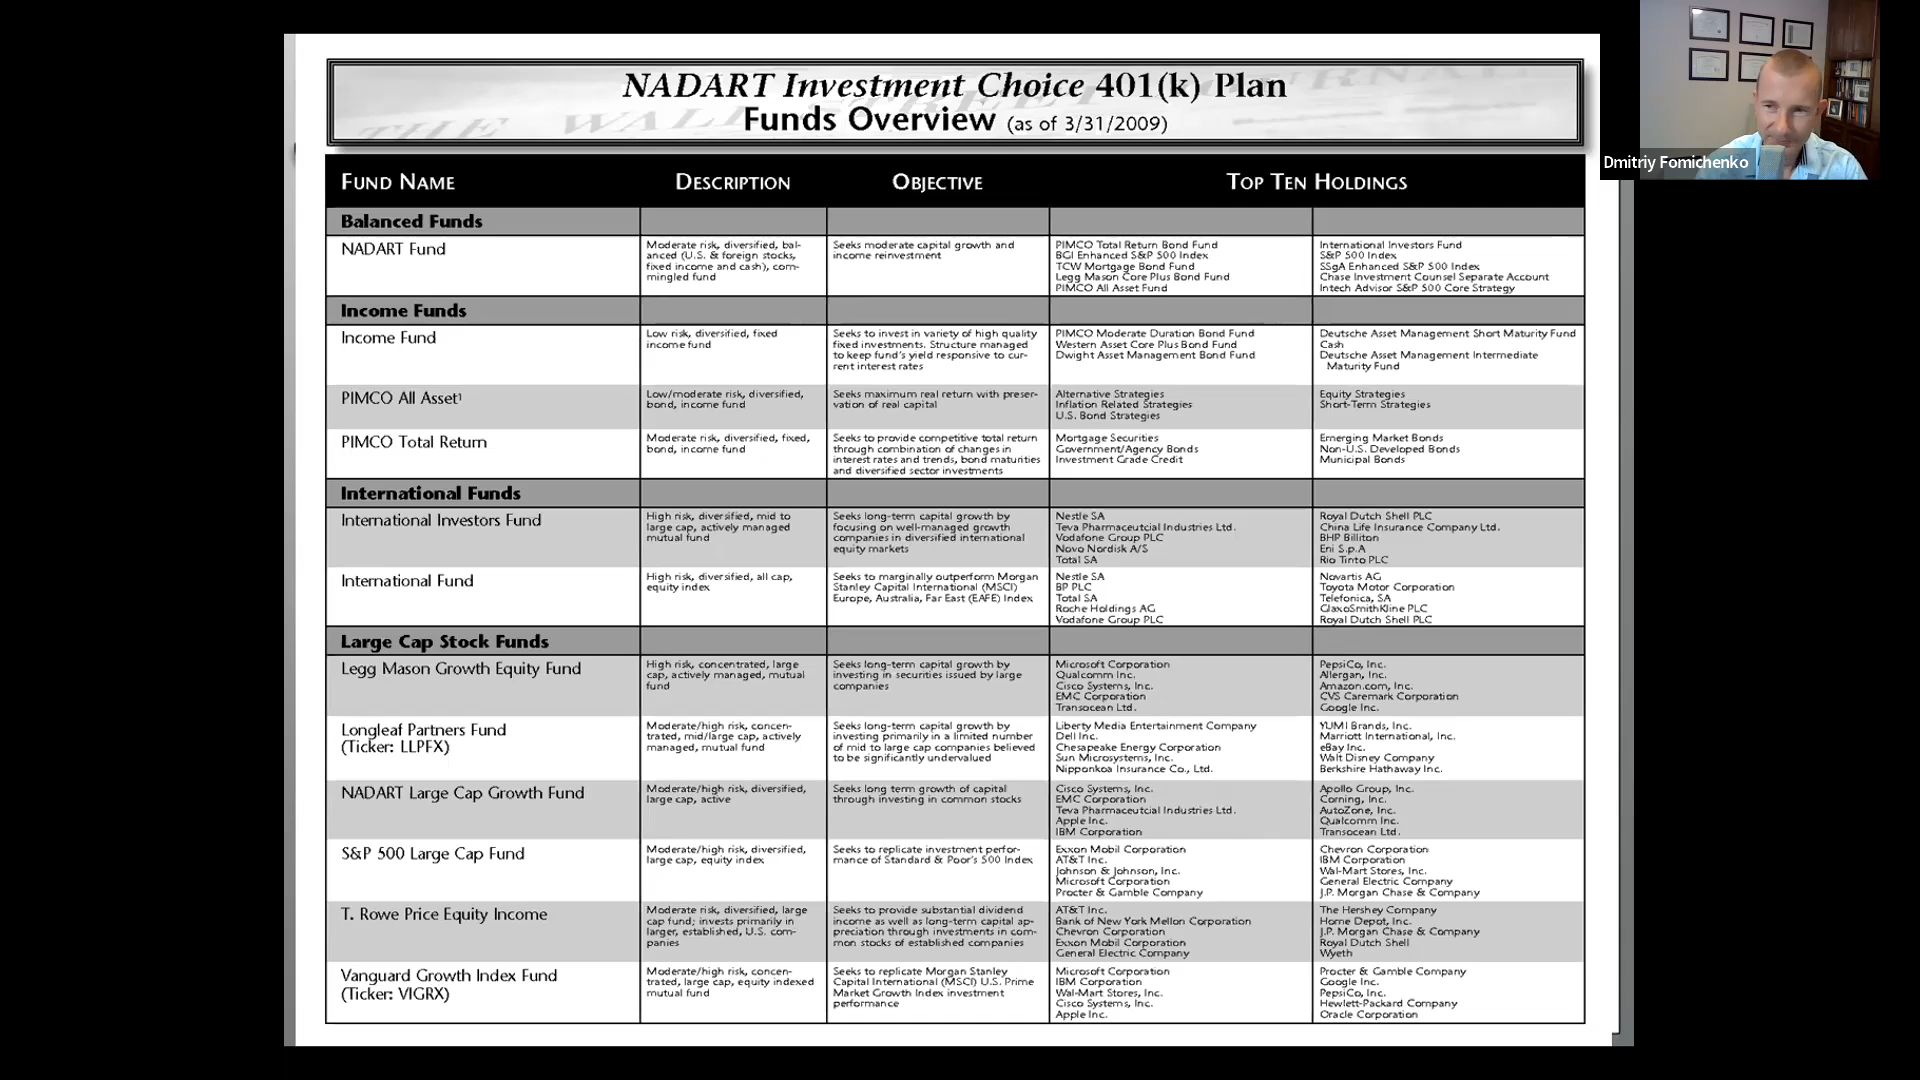 NADART Investment Choice 401(k) Plan
Funds Overview (as of 3/31/2009)
Dmitriy Fomichenko
FUND NAME DESCRIPTION OBJECTIVE TOP TEN HOLDINGS
Balanced Funds
NADART Fund
Moderate risk, diversified, bal-
anced (U.S. & foreign stocks,
fixed income and cash), com-
mingled fund
Seeks moderate capital growth and
income reinvestment
PIMCO Total Return Bond Fund
BGI Enhanced S&P 500 Index
TCW Mortgage Bond Fund
Legg Mason Core Plus Bond Fund
PIMCO All Asset Fund
International Investors Fund
S&P 500 Index
SSgA Enhanced S&P 500 Index
Chase Investment Counsel Separate Account
Intech Advisor S&P 500 Core Strategy
Income Funds
Income Fund
Low risk, diversified, fixed
income fund
Seeks to invest in variety of high quality
fixed investments. Structure managed
to keep fund's yield responsive to cur-
rent interest rates
PIMCO Moderate Duration Bond Fund
Western Asset Core Plus Bond Fund
Dwight Asset Management Bond Fund
Deutsche Asset Management Short Maturity Fund
Cash
Deutsche Asset Management Intermediate
Maturity Fund
PIMCO All Asset¹
Low/moderate risk, diversified,
bond, income fund
Seeks maximum real return with preser-
vation of real capital
Alternative Strategies
Inflation Related Strategies
U.S. Bond Strategies
Equity Strategies
Short-Term Strategies
PIMCO Total Return
Moderate risk, diversified, fixed,
bond, income fund
Seeks to provide competitive total return
through combination of changes in
interest rates and trends, bond maturities
and diversified sector investments
Mortgage Securities
Government/Agency Bonds
Investment Grade Credit
Emerging Market Bonds
Non-U.S. Developed Bonds
Municipal Bonds
International Funds
International Investors Fund
High risk, diversified, mid to
large cap, actively managed
mutual fund
Seeks long-term capital growth by
focusing on well-managed growth
companies in diversified international
equity markets
Nestle SA
Teva Pharmaceutcial Industries Ltd.
Vodafone Group PLC
Novo Nordisk A/S
Total SA
Royal Dutch Shell PLC
China Life Insurance Company Ltd.
BHP Billiton
Eni S.p.A
Rio Tinto PLC
International Fund
High risk, diversified, all cap,
equity index
Seeks to marginally outperform Morgan
Stanley Capital International (MSCI)
Europe, Australia, Far East (EAFE) Index
Nestle SA
BP PLC
Total SA
Roche Holdings AG
Vodafone Group PLC
Novartis AG
Toyota Motor Corporation
Telefonica, SA
GlaxoSmithKline PLC
Royal Dutch Shell PLC
Large Cap Stock Funds
Legg Mason Growth Equity Fund
High risk, concentrated, large
cap, actively managed, mutual
fund
Seeks long-term capital growth by
investing in securities issued by large
companies
Microsoft Corporation
Qualcomm Inc.
Cisco Systems, Inc.
EMC Corporation
Transocean Ltd.
PepsiCo, Inc.
Allergan, Inc.
Amazon.com, Inc.
CVS Caremark Corporation
Google Inc.
Longleaf Partners Fund
(Ticker: LLPFX)
Moderate/high risk, concen-
trated, mid/large cap, actively
managed, mutual fund
Seeks long-term capital growth by
investing primarily in a limited number
of mid to large cap companies believed
to be significantly undervalued
Liberty Media Entertainment Company
Dell Inc.
Chesapeake Energy Corporation
Sun Microsystems, Inc.
Nipponkoa Insurance Co., Ltd.
YUM! Brands, Inc.
Marriott International, Inc.
eBay Inc.
Walt Disney Company
Berkshire Hathaway Inc.
NADART Large Cap Growth Fund
Moderate/high risk, diversified,
large cap, active
Seeks long term growth of capital
through investing in common stocks
Cisco Systems, Inc.
EMC Corporation
Teva Pharmaceutcial Industries Ltd.
Apple Inc.
IBM Corporation
Apollo Group, Inc.
Corning, Inc.
AutoZone, Inc.
Qualcomm Inc.
Transocean Ltd.
S&P 500 Large Cap Fund
Moderate/high risk, diversified,
large cap, equity index
Seeks to replicate investment perfor-
mance of Standard & Poor's 500 Index
Exxon Mobil Corporation
AT&T Inc.
Johnson & Johnson, Inc.
Microsoft Corporation
Procter & Gamble Company
Chevron Corporation
IBM Corporation
Wal-Mart Stores, Inc.
General Electric Company
J.P. Morgan Chase & Company
T. Rowe Price Equity Income
Moderate risk, diversified, large
cap fund; invests primarily in
larger, established, U.S. com-
panies
Seeks to provide substantial dividend
income as well as long-term capital ap-
preciation through investments in com-
mon stocks of established companies
AT&T Inc.
Bank of New York Mellon Corporation
Chevron Corporation
Exxon Mobil Corporation
General Electric Company
The Hershey Company
Home Depot, Inc.
J.P. Morgan Chase & Company
Royal Dutch Shell
Wyeth
Vanguard Growth Index Fund
(Ticker: VIGRX)
Moderate/high risk, concen-
trated, large cap, equity indexed
mutual fund
Seeks to replicate Morgan Stanley
Capital International (MSCI) U.S. Prime
Market Growth Index investment
performance
Microsoft Corporation
IBM Corporation
Wal-Mart Stores, Inc.
Cisco Systems, Inc.
Apple Inc.
Procter & Gamble Company
Google Inc.
PepsiCo, Inc.
Hewlett-Packard Company
Oracle Corporation